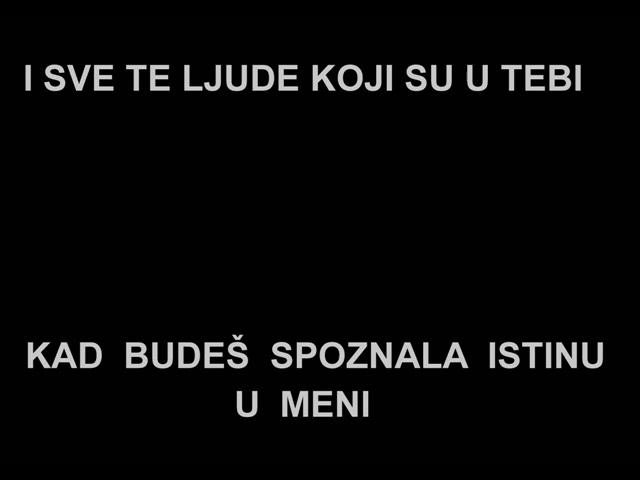 I SVE TE LJUDE KOJI SU U TEBI
KAD BUDEŠ SPOZNALA ISTINU
U MENI